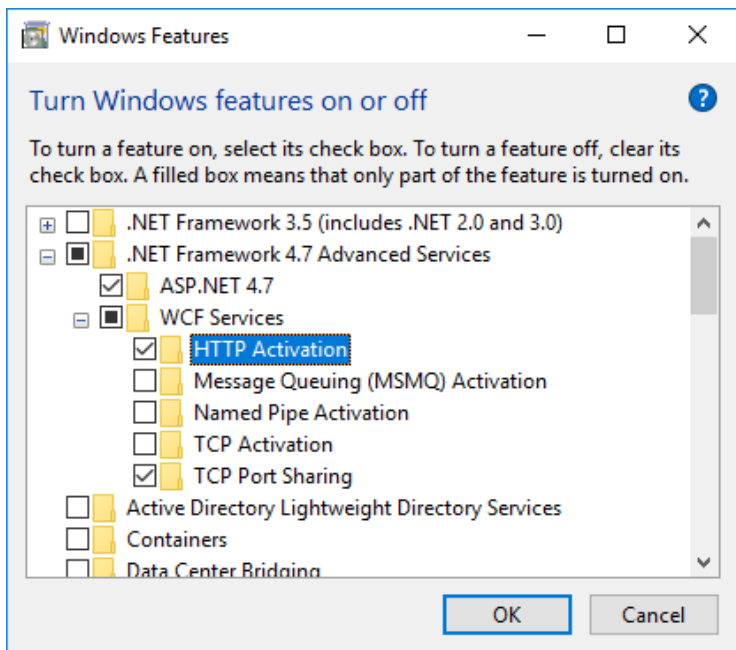 Windows Features
Turn Windows features on or off
?
To turn a feature on, select its check box. To turn a feature off, clear its
check box. A filled box means that only part of the feature is turned on.
.NET Framework 3.5 (includes .NET 2.0 and 3.0)
.NET Framework 4.7 Advanced Services
ASP.NET 4.7
WCF Services
HTTP Activation
Message Queuing (MSMQ) Activation
Named Pipe Activation
TCP Activation
TCP Port Sharing
Active Directory Lightweight Directory Services
Containers
Data Center Bridging
OK
Cancel